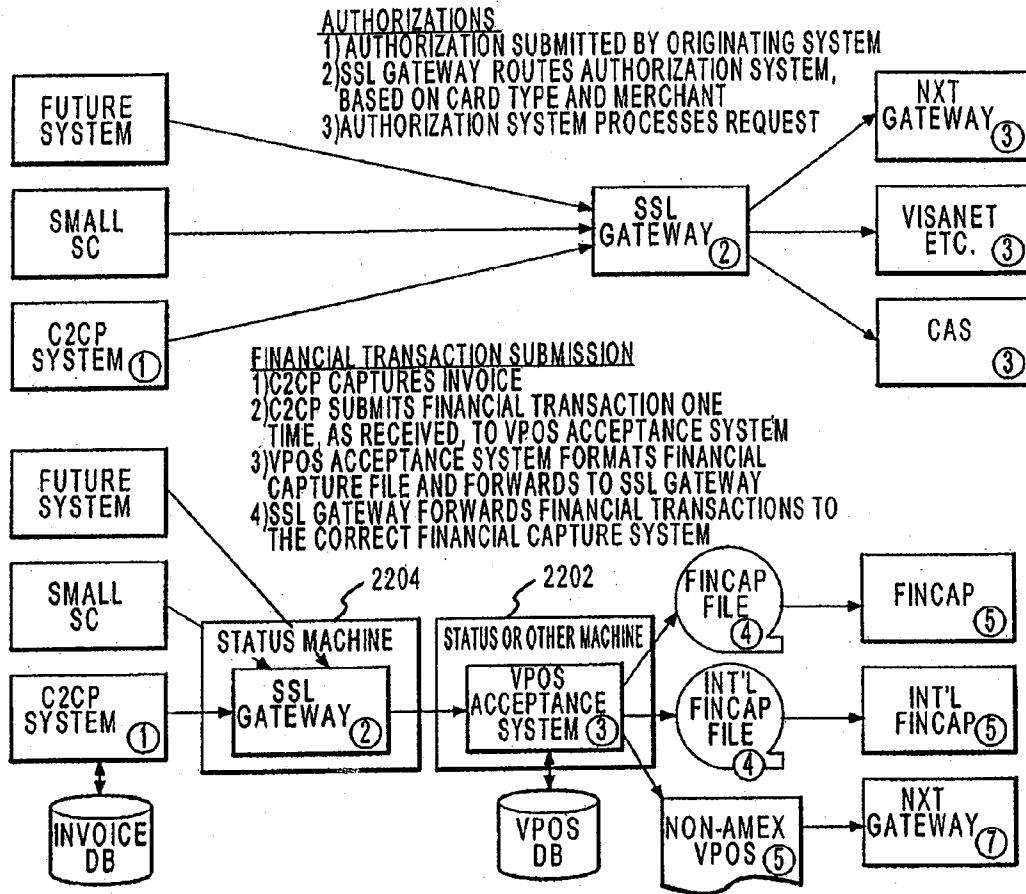 AUTHORIZATIONS
1)AUTHORIZATION SUBMITTED BY ORIGINATING SYSTEM
2)SSL GATEWAY ROUTES AUTHORIZATION SYSTEM,
BASED ON CARD TYPE AND MERCHANT
3)AUTHORIZATION SYSTEM PROCESSES REQUEST
FUTURE
SYSTEM
SMALL
SC
C2CP
SYSTEM 1
SSL
GATEWAY
2
NXT
GATEWAY
3
VISANET
ETC. 3
CAS
3
FINANCIAL TRANSACTION SUBMISSION
1)C2CP CAPTURES INVOICE
2)C2CP SUBMITS FINANCIAL TRANSACTION ONE
TIME, AS RECEIVED, TO VPOS ACCEPTANCE SYSTEM
3)VPOS ACCEPTANCE SYSTEM FORMATS FINANCIAL
CAPTURE FILE AND FORWARDS TO SSL GATEWAY
4)SSL GATEWAY FORWARDS FINANCIAL TRANSACTIONS TO
THE CORRECT FINANCIAL CAPTURE SYSTEM
FUTURE
SYSTEM
SMALL
SC
C2CP
SYSTEM 1
INVOICE
DB
2204
STATUS MACHINE
SSL
GATEWAY
2
2202
STATUS OR OTHER MACHINE
VPOS
ACCEPTANCE
SYSTEM 3
VPOS
DB
FINCAP
FILE
4
INT'L
FINCAP
FILE
4
NON-AMEX
VPOS 5
FINCAP
5
INT'L
FINCAP 5
NXT
GATEWAY 7